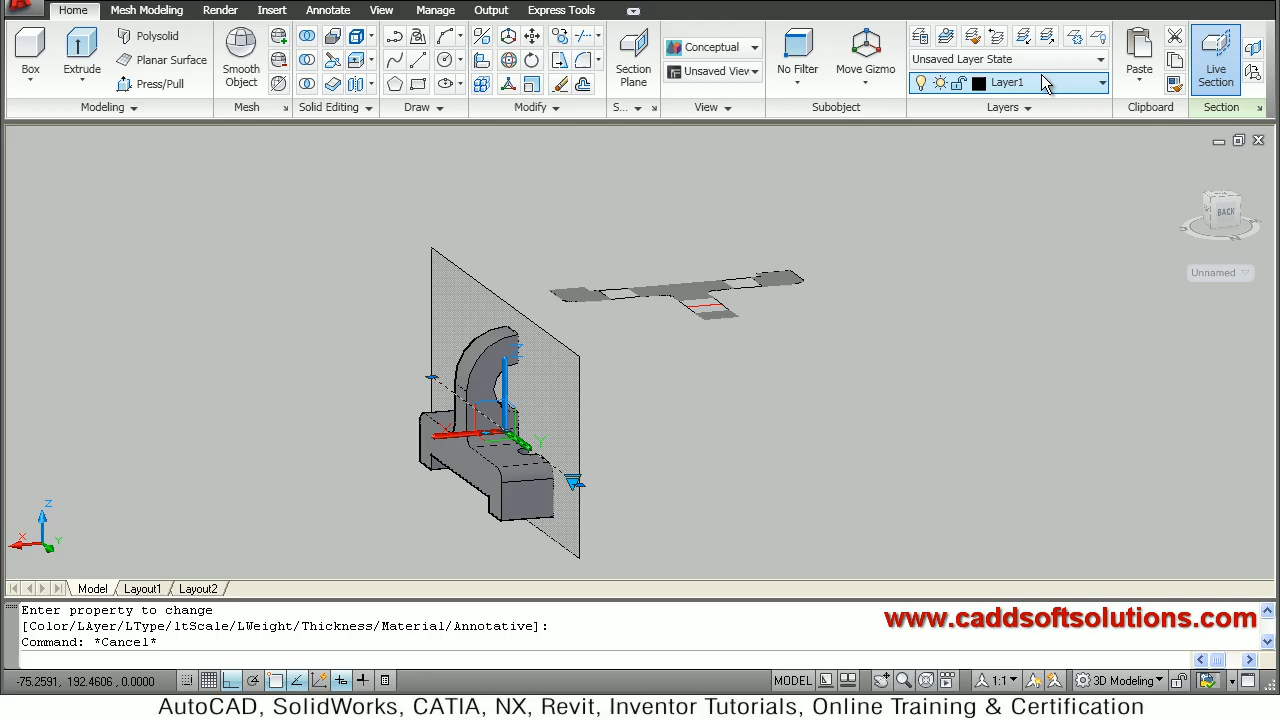 Home Mesh Modeling Render Insert Annotate View Manage Output Express Tools
Box Extrude Polysolid Planar Surface Press/Pull Smooth Object Section Plane Conceptual Unsaved View No Filter Move Gizmo Unsaved Layer State Layer1 Paste Live Section
Modeling Mesh Solid Editing Draw Modify S... View Subobject Layers Clipboard Section
BACK
Unnamed
Z
X
Y
Z
X
Y
Model Layout1 Layout2
Enter property to change
[Color/LAyer/LType/ltScale/LWeight/Thickness/Material/Annotative]:
Command: *Cancel*
www.caddsoftsolutions.com
-75.2591, 192.4606, 0.0000 MODEL 1:1 3D Modeling
AutoCAD, SolidWorks, CATIA, NX, Revit, Inventor Tutorials, Online Training & Certification